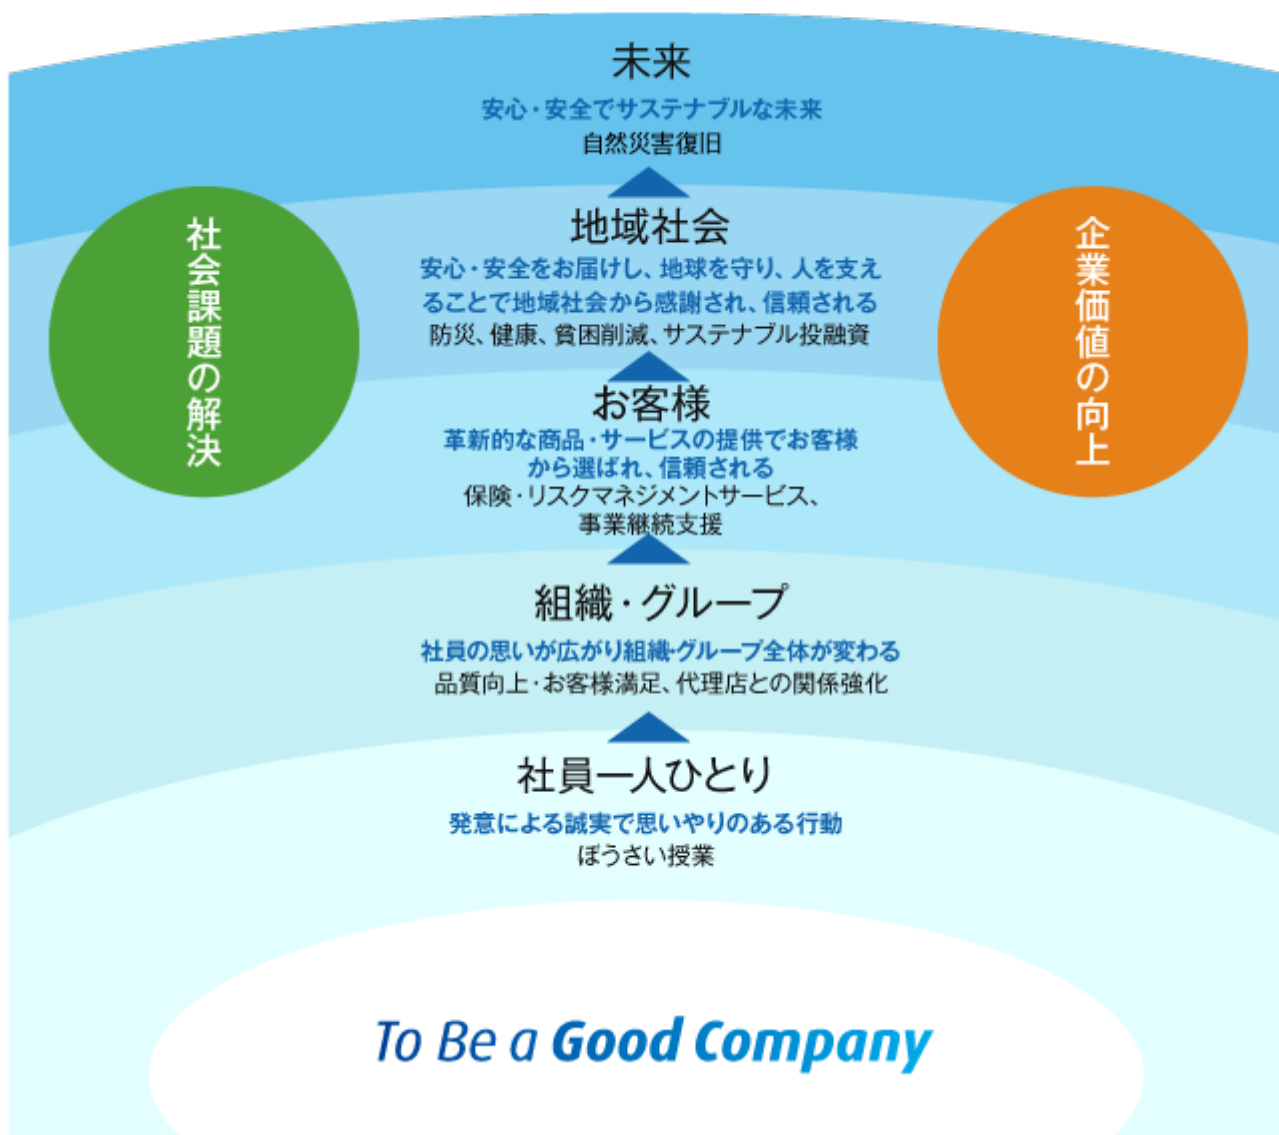 未来
安心・安全でサステナブルな未来
自然災害復旧
社会課題の解決
企業価値の向上
地域社会
安心・安全をお届けし、地球を守り、人を支え
ることで地域社会から感謝され、信頼される
防災、健康、貧困削減、サステナブル投融資
お客様
革新的な商品・サービスの提供でお客様
から選ばれ、信頼される
保険・リスクマネジメントサービス、
事業継続支援
組織・グループ
社員の思いが広がり組織・グループ全体が変わる
品質向上・お客様満足、代理店との関係強化
社員一人ひとり
発意による誠実で思いやりのある行動
ぼうさい授業
To Be a Good Company